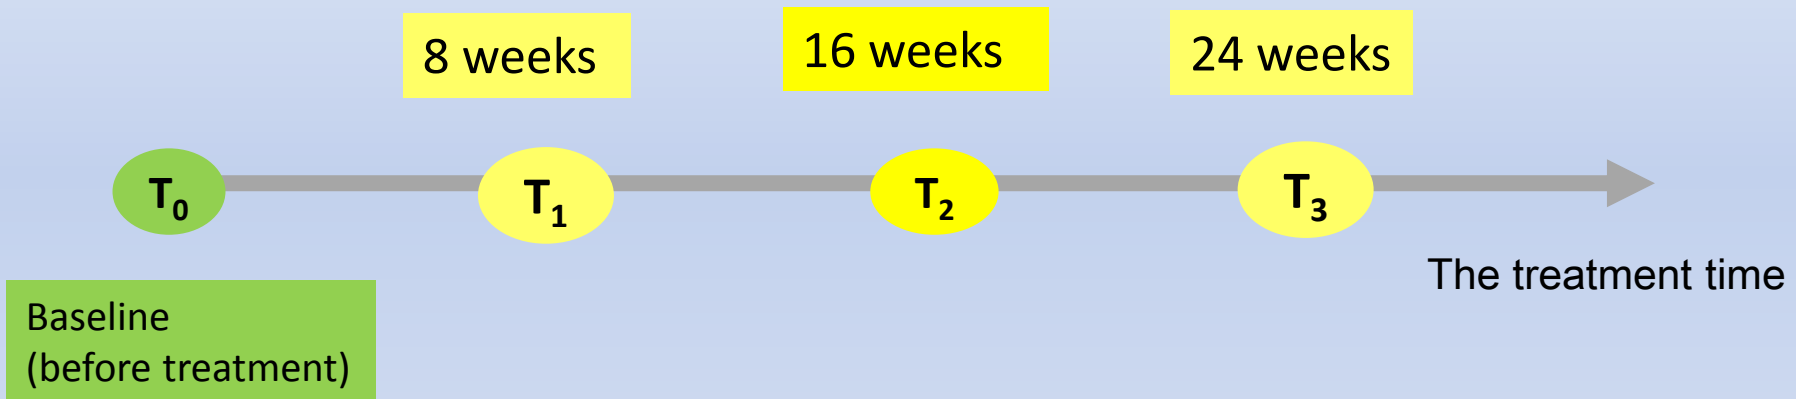 8 weeks
16 weeks
24 weeks
T0
T1
T2
T3
The treatment time
Baseline
(before treatment)